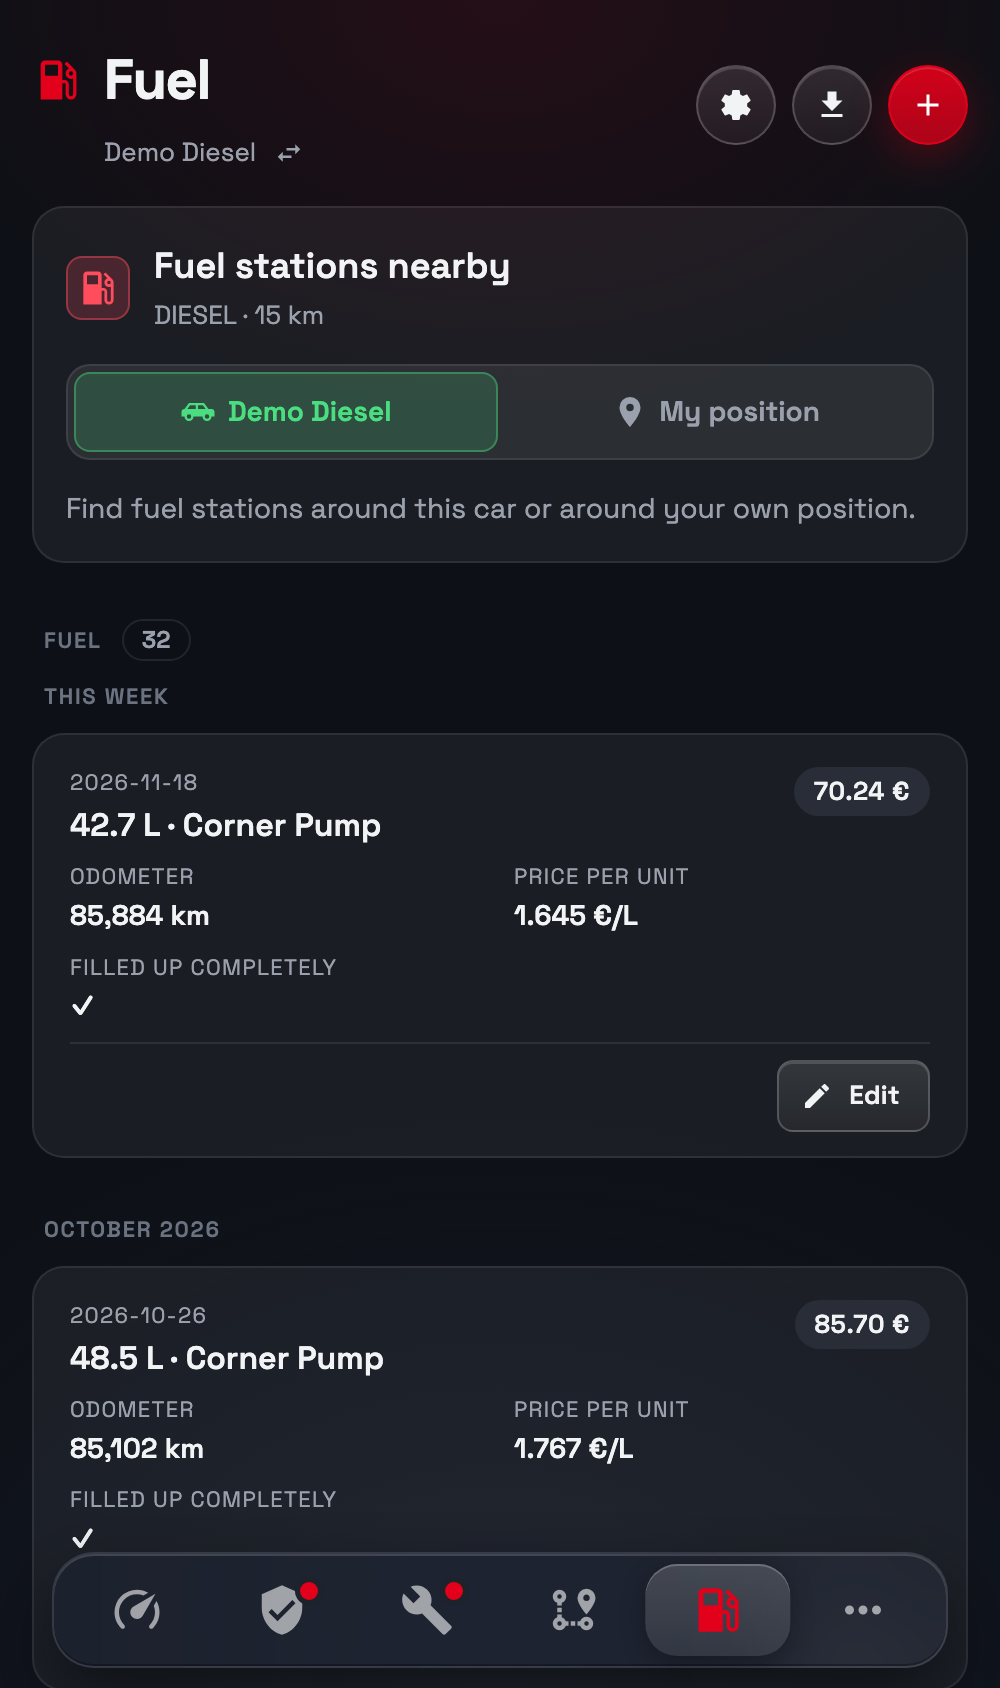 Fuel
Demo Diesel
Fuel stations nearby
DIESEL · 15 km
Demo Diesel
My position
Find fuel stations around this car or around your own position.
FUEL 32
THIS WEEK
2026-11-18
70.24 €
42.7 L · Corner Pump
ODOMETER
PRICE PER UNIT
85,884 km
1.645 €/L
FILLED UP COMPLETELY
✓
Edit
OCTOBER 2026
2026-10-26
85.70 €
48.5 L · Corner Pump
ODOMETER
PRICE PER UNIT
85,102 km
1.767 €/L
FILLED UP COMPLETELY
✓